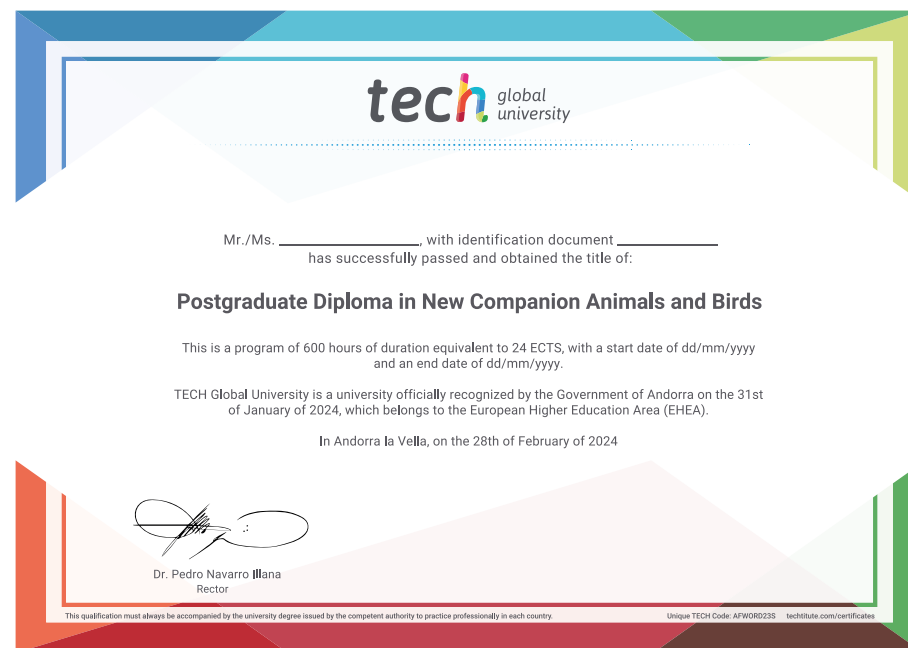 tech global
university
Mr./Ms. ______________, with identification document __________
has successfully passed and obtained the title of:
Postgraduate Diploma in New Companion Animals and Birds
This is a program of 600 hours of duration equivalent to 24 ECTS, with a start date of dd/mm/yyyy
and an end date of dd/mm/yyyy.
TECH Global University is a university officially recognized by the Government of Andorra on the 31st
of January of 2024, which belongs to the European Higher Education Area (EHEA).
In Andorra la Vella, on the 28th of February of 2024
Dr. Pedro Navarro Illana
Rector
This qualification must always be accompanied by the university degree issued by the competent authority to practice professionally in each country. Unique TECH Code: AFWORD23S techtitute.com/certificates